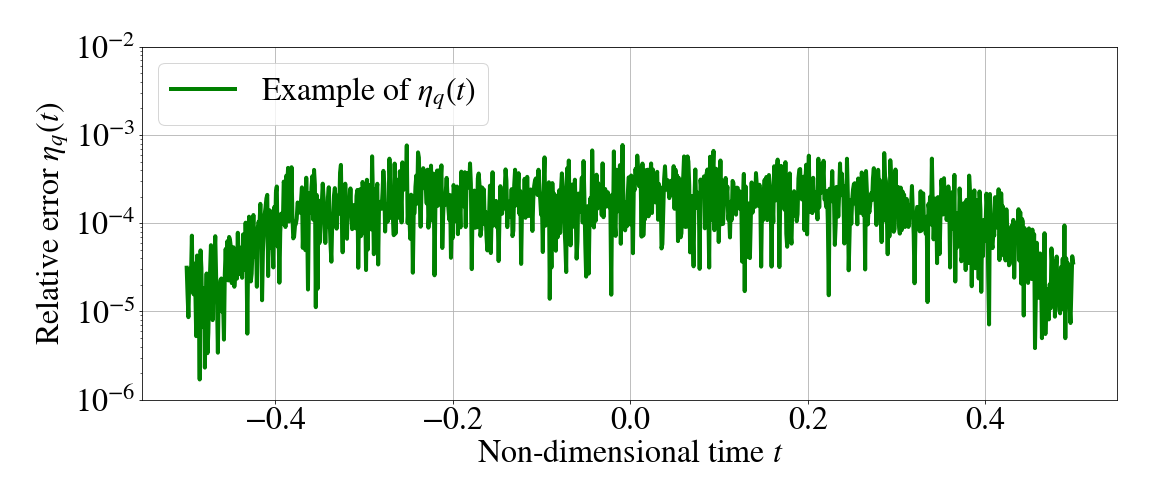 10⁻²
10⁻³
10⁻⁴
10⁻⁵
10⁻⁶
Relative error η_q(t)
Example of η_q(t)
−0.4 −0.2 0.0 0.2 0.4
Non-dimensional time t